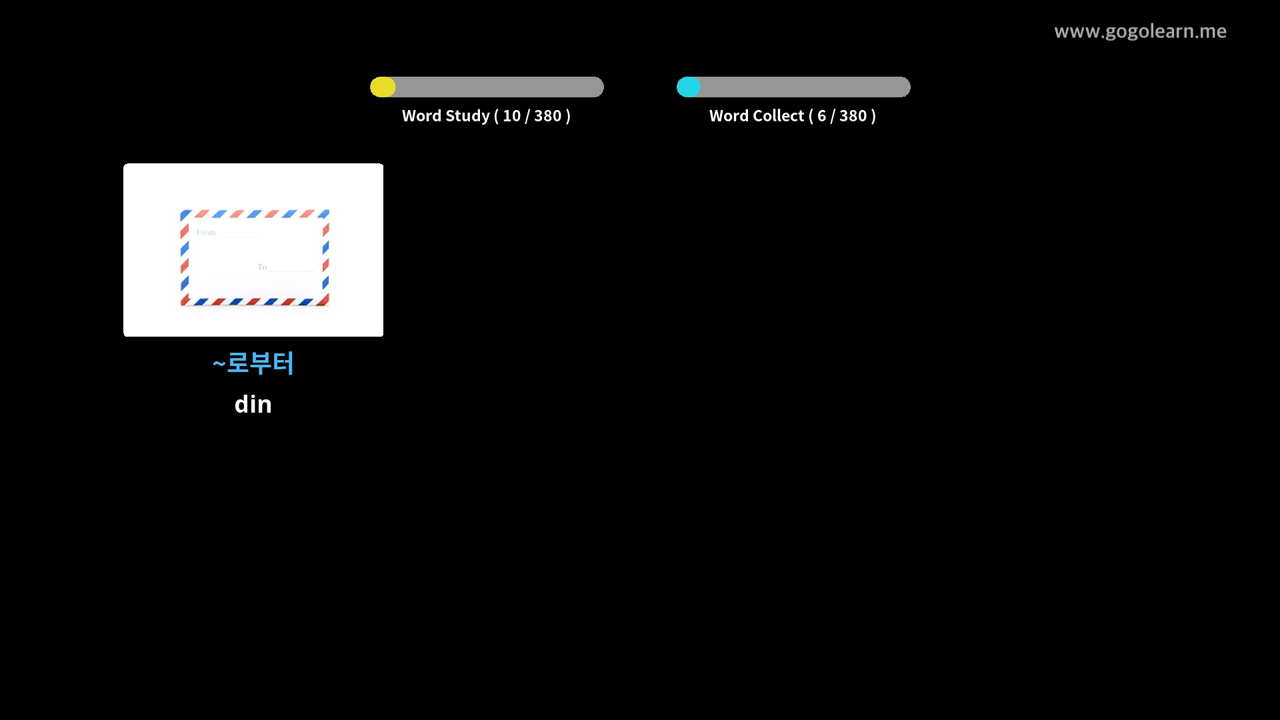 www.gogolearn.me
Word Study ( 10 / 380 )
Word Collect ( 6 / 380 )
From
To
~로부터
din